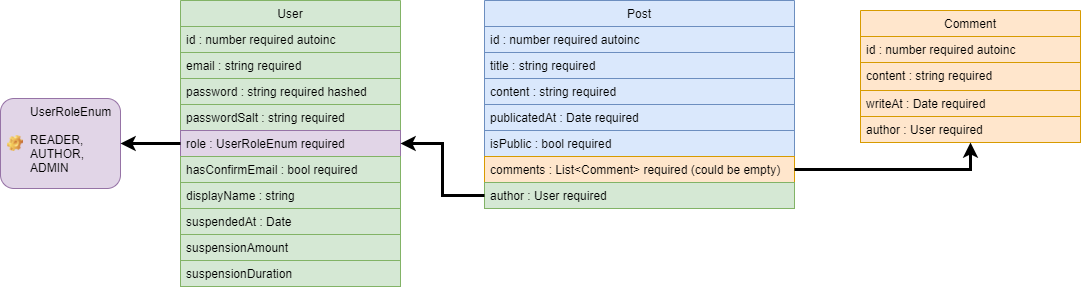 UserRoleEnum
READER,
AUTHOR,
ADMIN
User
id : number required autoinc
email : string required
password : string required hashed
passwordSalt : string required
role : UserRoleEnum required
hasConfirmEmail : bool required
displayName : string
suspendedAt : Date
suspensionAmount
suspensionDuration
Post
id : number required autoinc
title : string required
content : string required
publicatedAt : Date required
isPublic : bool required
comments : List<Comment> required (could be empty)
author : User required
Comment
id : number required autoinc
content : string required
writeAt : Date required
author : User required